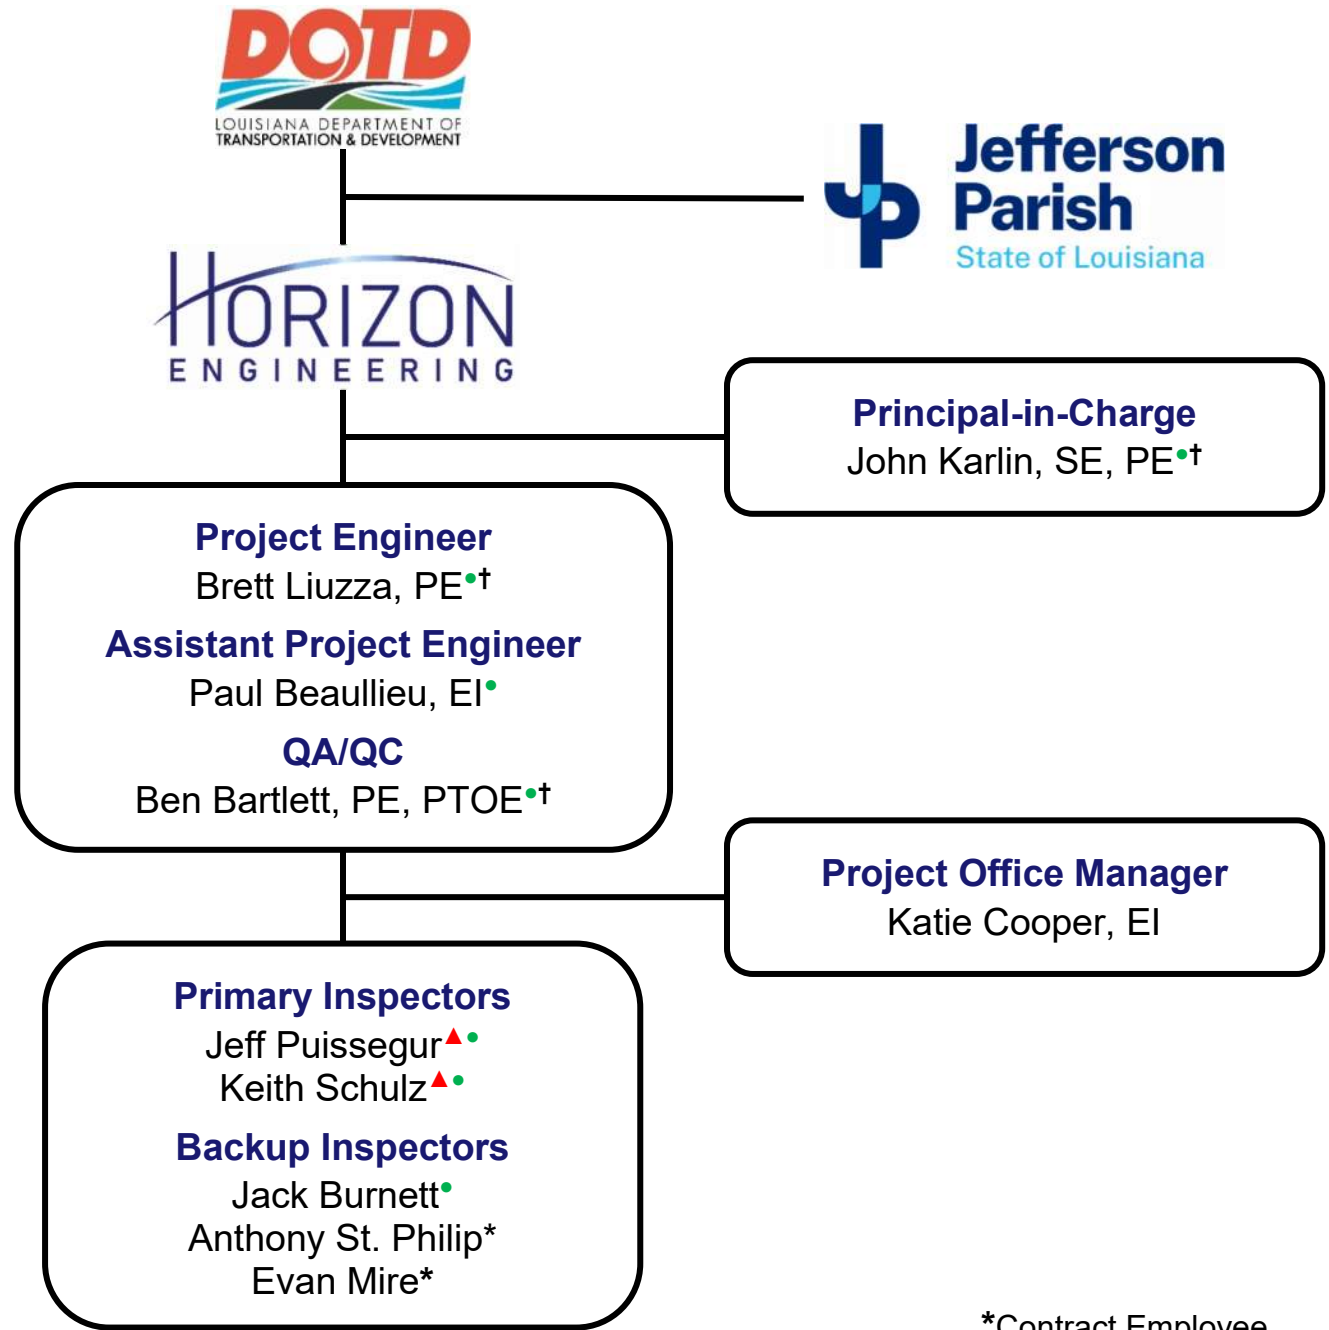 DOTD
LOUISIANA DEPARTMENT OF
TRANSPORTATION & DEVELOPMENT
JP
Jefferson
Parish
State of Louisiana
HORIZON
ENGINEERING
Principal-in-Charge
John Karlin, SE, PE•†
Project Engineer
Brett Liuzza, PE•†
Assistant Project Engineer
Paul Beaullieu, EI•
QA/QC
Ben Bartlett, PE, PTOE•†
Project Office Manager
Katie Cooper, EI
Primary Inspectors
Jeff Puissegur▲•
Keith Schulz▲•
Backup Inspectors
Jack Burnett•
Anthony St. Philip*
Evan Mire*
*Contract Employee